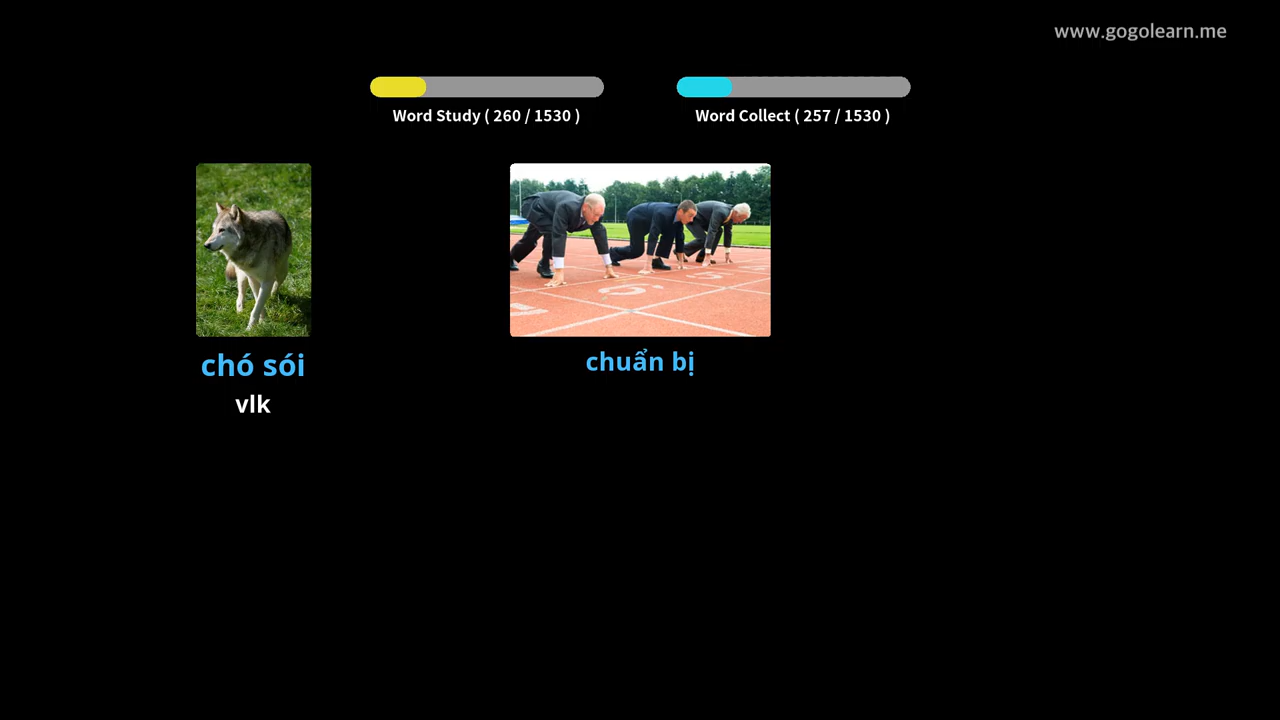 www.gogolearn.me
Word Study ( 260 / 1530 )
Word Collect ( 257 / 1530 )
chó sói
vlk
chuẩn bị